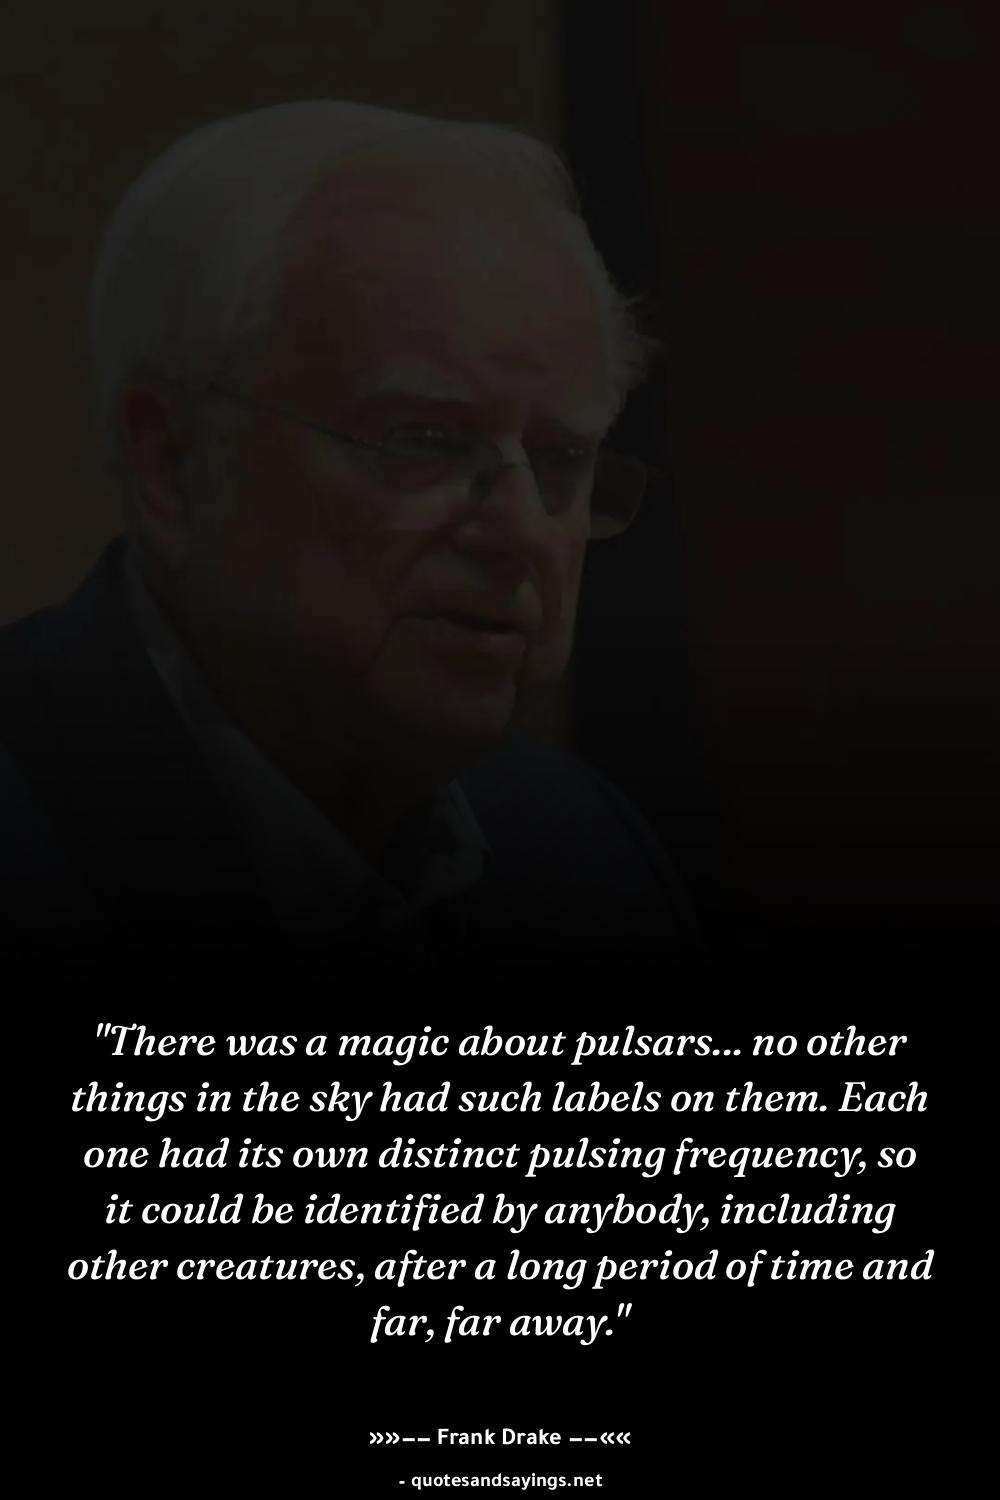 "There was a magic about pulsars... no other
things in the sky had such labels on them. Each
one had its own distinct pulsing frequency, so
it could be identified by anybody, including
other creatures, after a long period of time and
far, far away."
»»—— Frank Drake ——««
- quotesandsayings.net